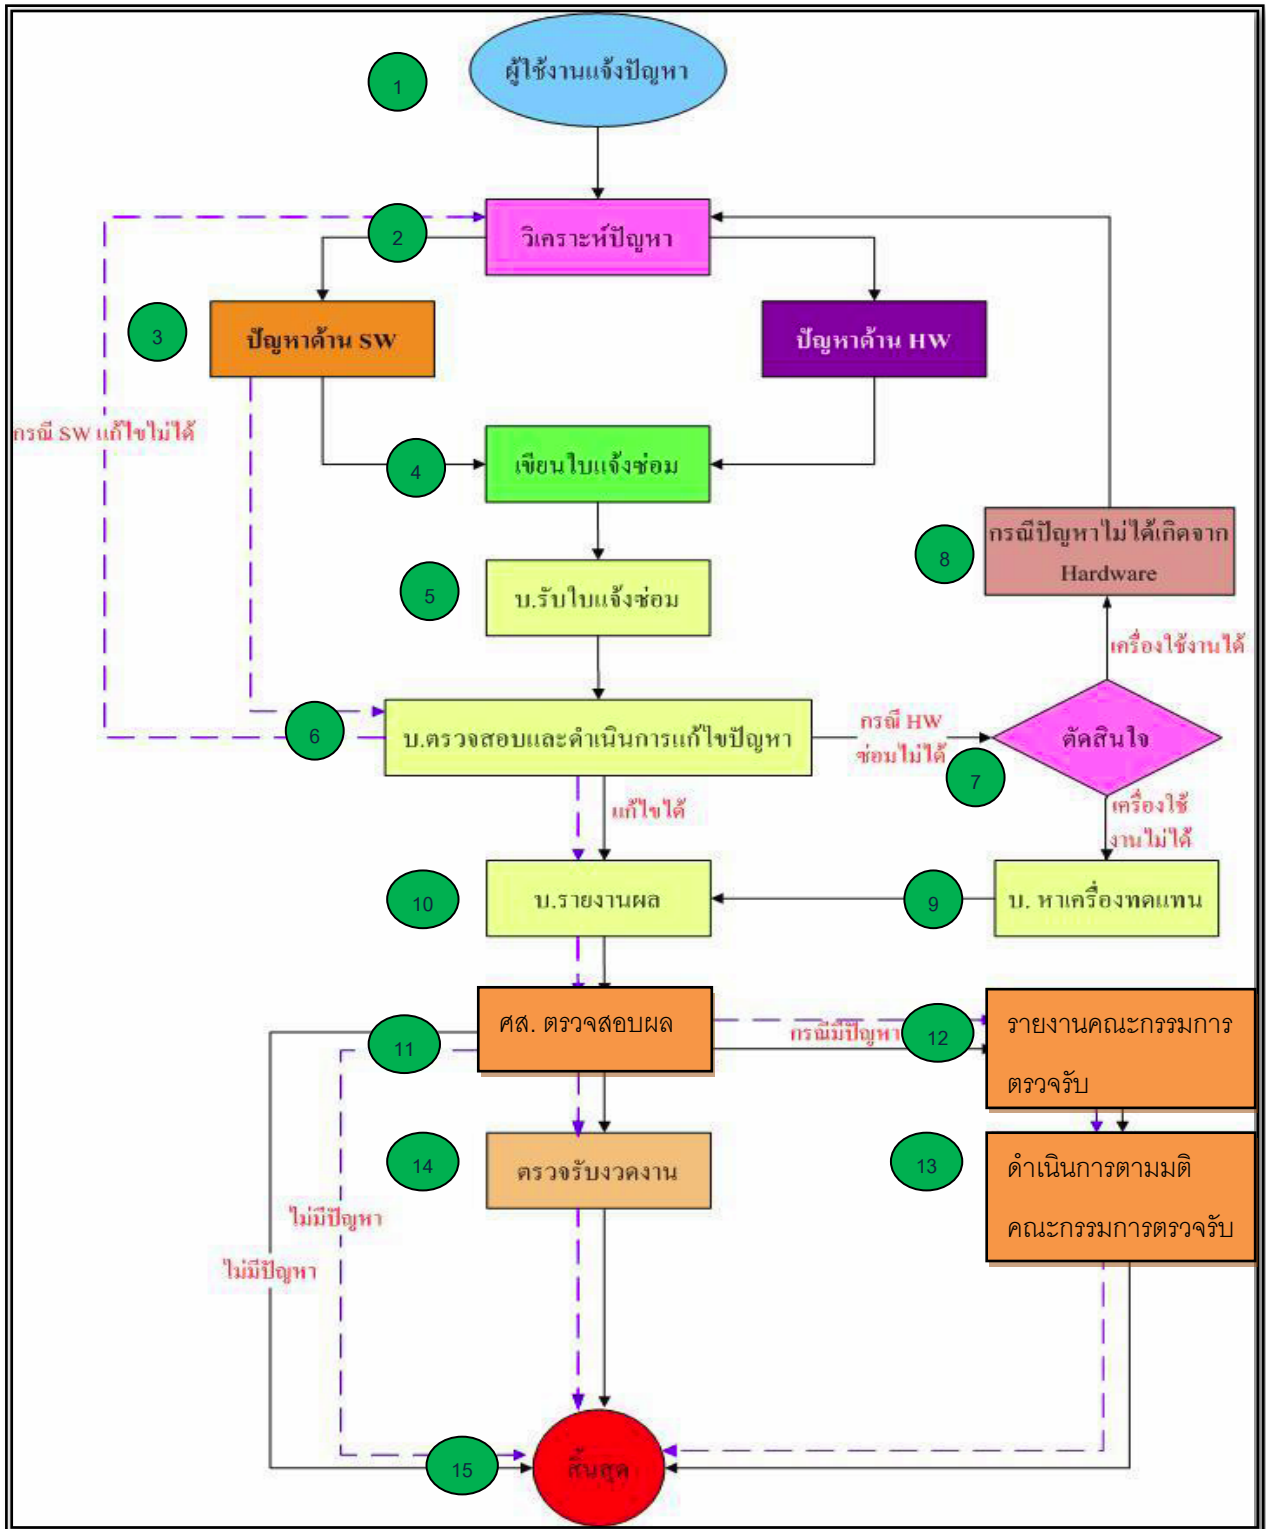 ผู้ใช้งานแจ้งปัญหา
1
วิเคราะห์ปัญหา
2
ปัญหาด้าน SW
ปัญหาด้าน HW
3
กรณี SW แก้ไขไม่ได้
เขียนใบแจ้งซ่อม
4
กรณีปัญหาไม่ได้เกิดจาก
Hardware
8
บ.รับใบแจ้งซ่อม
5
เครื่องใช้งานได้
บ.ตรวจสอบและดำเนินการแก้ไขปัญหา
6
กรณี HW
ซ่อมไม่ได้
ตัดสินใจ
7
แก้ไขได้
เครื่องใช้
งานไม่ได้
บ.รายงานผล
10
9
บ. หาเครื่องทดแทน
ศส. ตรวจสอบผล
11
กรณีมีปัญหา
12
รายงานคณะกรรมการ
ตรวจรับ
ตรวจรับงวดงาน
14
13
ดำเนินการตามมติ
คณะกรรมการตรวจรับ
ไม่มีปัญหา
ไม่มีปัญหา
15
สิ้นสุด